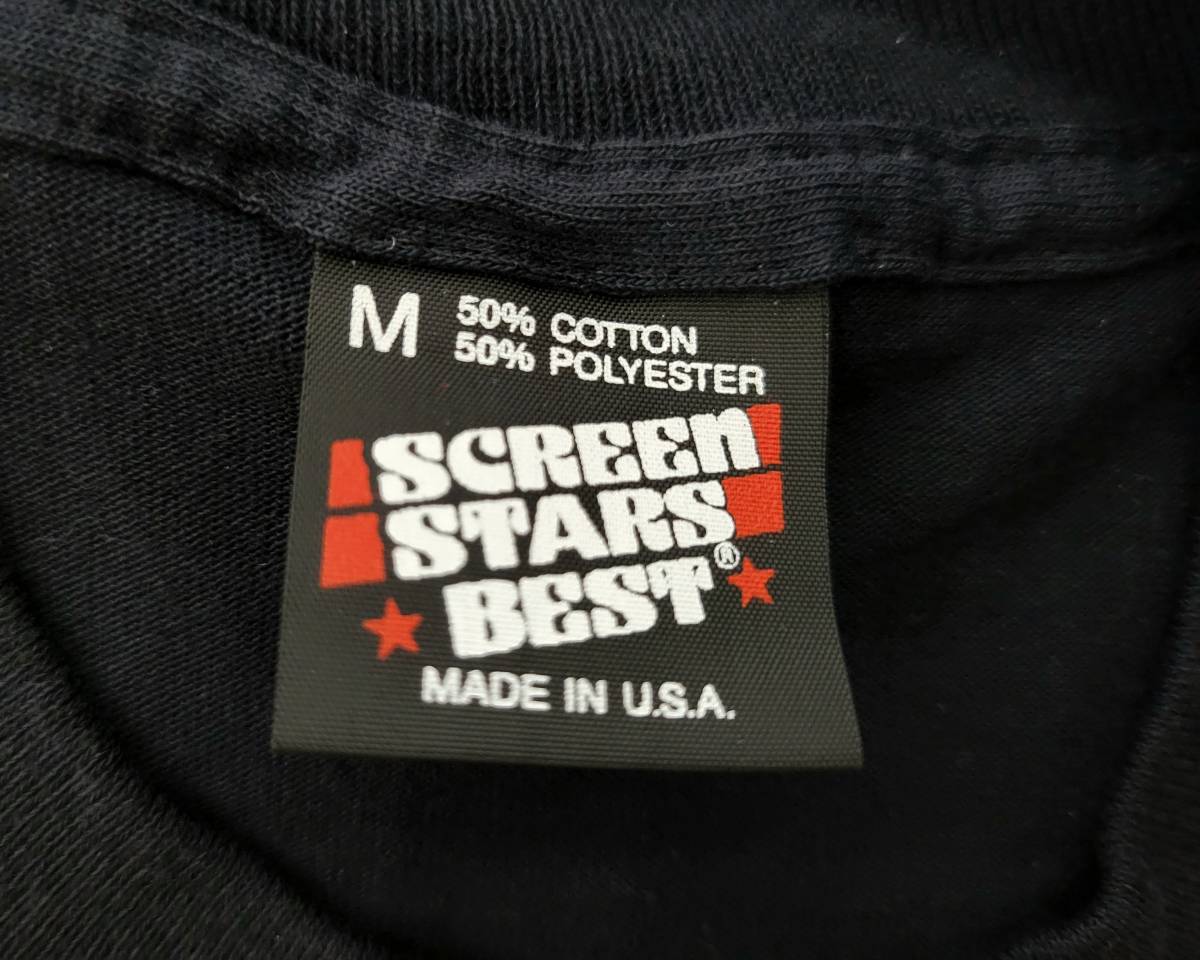 M
50% COTTON
50% POLYESTER
SCREEn
STARS
BEST®
MADE IN U.S.A.